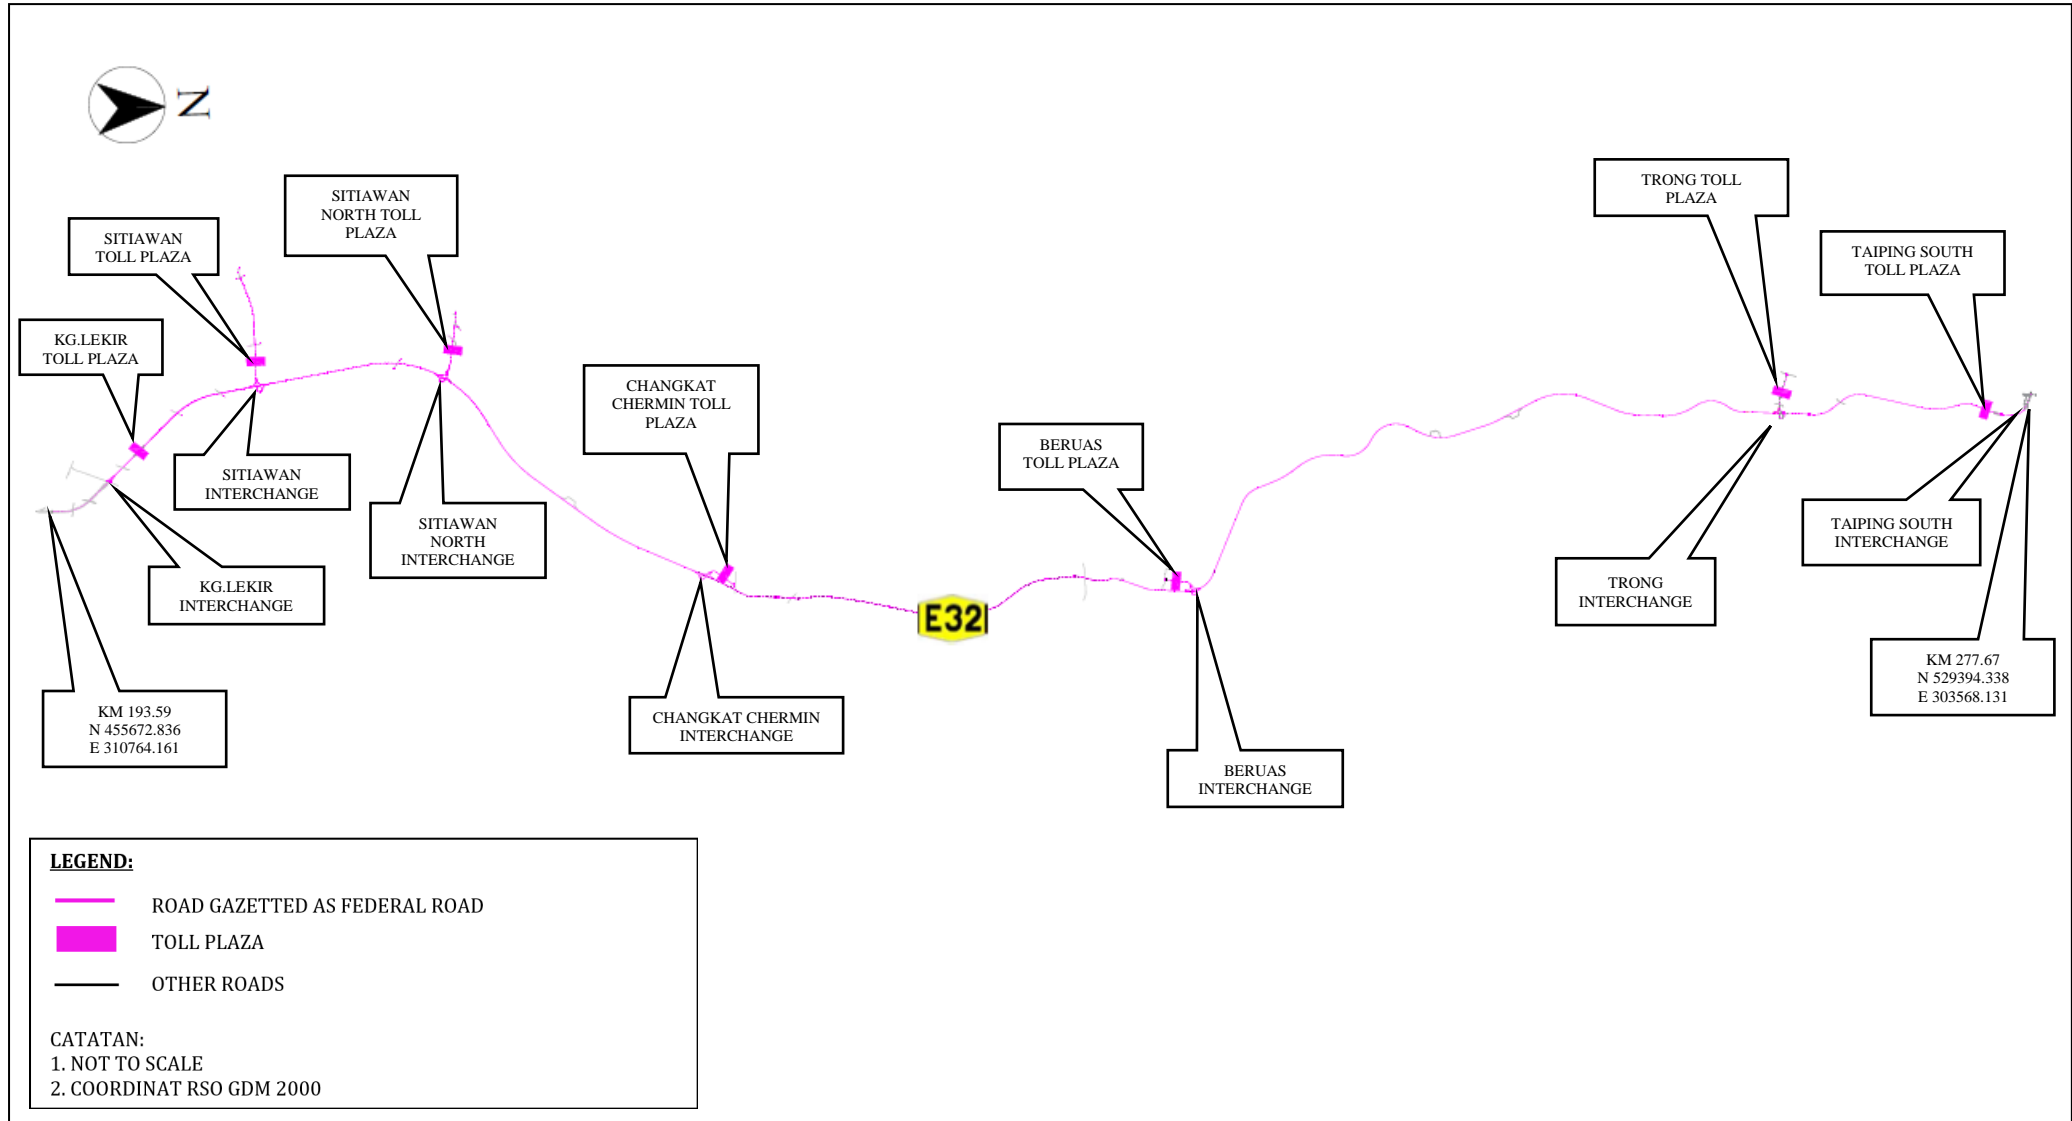 N
TRONG TOLL
PLAZA
SITIAWAN
NORTH TOLL
PLAZA
SITIAWAN
TOLL PLAZA
TAIPING SOUTH
TOLL PLAZA
KG.LEKIR
TOLL PLAZA
CHANGKAT
CHERMIN TOLL
PLAZA
BERUAS
TOLL PLAZA
SITIAWAN
INTERCHANGE
SITIAWAN
NORTH
INTERCHANGE
TAIPING SOUTH
INTERCHANGE
KG.LEKIR
INTERCHANGE
TRONG
INTERCHANGE
E32
KM 277.67
N 529394.338
E 303568.131
KM 193.59
N 455672.836
E 310764.161
CHANGKAT CHERMIN
INTERCHANGE
BERUAS
INTERCHANGE
LEGEND:
ROAD GAZETTED AS FEDERAL ROAD
TOLL PLAZA
OTHER ROADS
CATATAN:
1. NOT TO SCALE
2. COORDINAT RSO GDM 2000